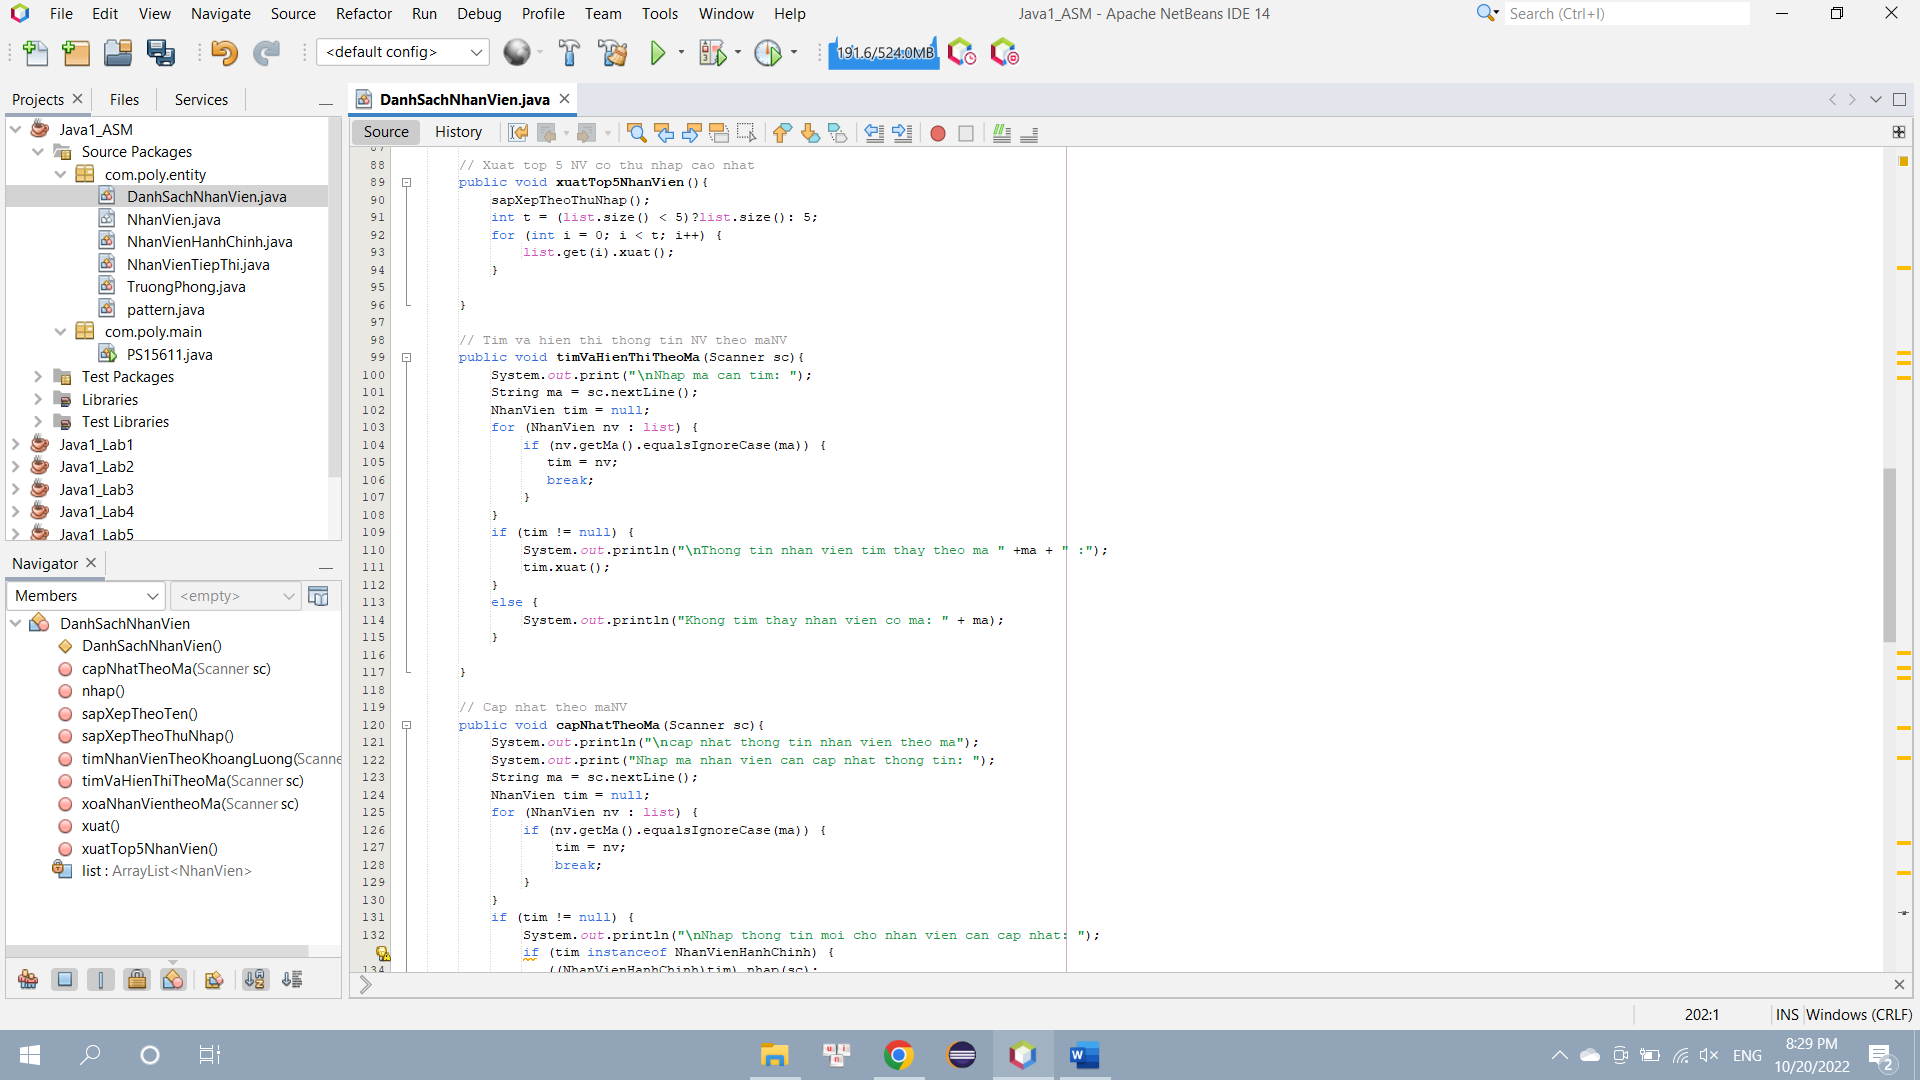 File Edit View Navigate Source Refactor Run Debug Profile Team Tools Window Help
Java1_ASM - Apache NetBeans IDE 14
Search (Ctrl+I)
<default config>
191.6/524.0MB
Projects
Files
Services
Java1_ASM
Source Packages
com.poly.entity
DanhSachNhanVien.java
NhanVien.java
NhanVienHanhChinh.java
NhanVienTiepThi.java
TruongPhong.java
pattern.java
com.poly.main
PS15611.java
Test Packages
Libraries
Test Libraries
Java1_Lab1
Java1_Lab2
Java1_Lab3
Java1_Lab4
Java1_Lab5
Navigator
Members
<empty>
DanhSachNhanVien
DanhSachNhanVien()
capNhatTheoMa(Scanner sc)
nhap()
sapXepTheoTen()
sapXepTheoThuNhap()
timNhanVienTheoKhoangLuong(Scanne
timVaHienThiTheoMa(Scanner sc)
xoaNhanVientheoMa(Scanner sc)
xuat()
xuatTop5NhanVien()
list : ArrayList<NhanVien>
DanhSachNhanVien.java
Source History
87
88 // Xuat top 5 NV co thu nhap cao nhat
89 public void xuatTop5NhanVien(){
90 sapXepTheoThuNhap();
91 int t = (list.size() < 5)?list.size(): 5;
92 for (int i = 0; i < t; i++) {
93 list.get(i).xuat();
94 }
95
96 }
97
98 // Tim va hien thi thong tin NV theo maNV
99 public void timVaHienThiTheoMa(Scanner sc){
100 System.out.print("\nNhap ma can tim: ");
101 String ma = sc.nextLine();
102 NhanVien tim = null;
103 for (NhanVien nv : list) {
104 if (nv.getMa().equalsIgnoreCase(ma)) {
105 tim = nv;
106 break;
107 }
108 }
109 if (tim != null) {
110 System.out.println("\nThong tin nhan vien tim thay theo ma " +ma + " :");
111 tim.xuat();
112 }
113 else {
114 System.out.println("Khong tim thay nhan vien co ma: " + ma);
115 }
116
117 }
118
119 // Cap nhat theo maNV
120 public void capNhatTheoMa(Scanner sc){
121 System.out.println("\ncap nhat thong tin nhan vien theo ma");
122 System.out.print("Nhap ma nhan vien can cap nhat thong tin: ");
123 String ma = sc.nextLine();
124 NhanVien tim = null;
125 for (NhanVien nv : list) {
126 if (nv.getMa().equalsIgnoreCase(ma)) {
127 tim = nv;
128 break;
129 }
130 }
131 if (tim != null) {
132 System.out.println("\nNhap thong tin moi cho nhan vien can cap nhat: ");
if (tim instanceof NhanVienHanhChinh) {
134 ((NhanVienHanhChinh)tim).nhap(sc);
202:1
INS
Windows (CRLF)
ENG
8:29 PM
10/20/2022
2